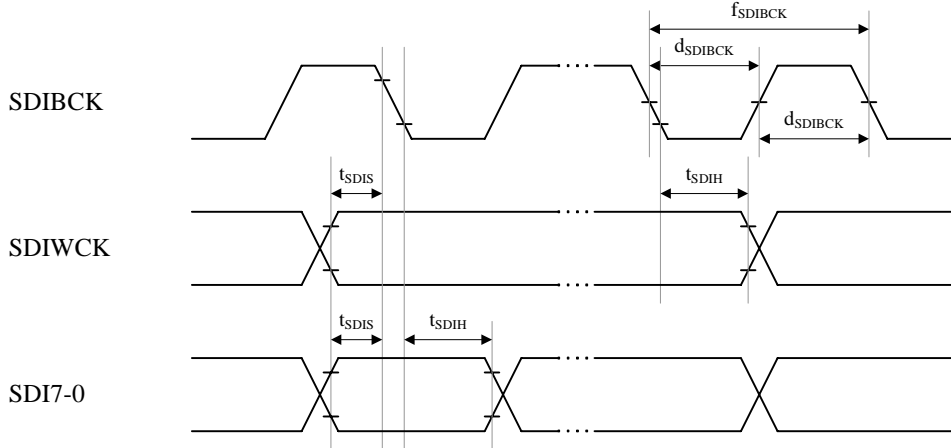 fSDIBCK
dSDIBCK
SDIBCK
dSDIBCK
tSDIS
tSDIH
SDIWCK
tSDIS
tSDIH
SDI7-0